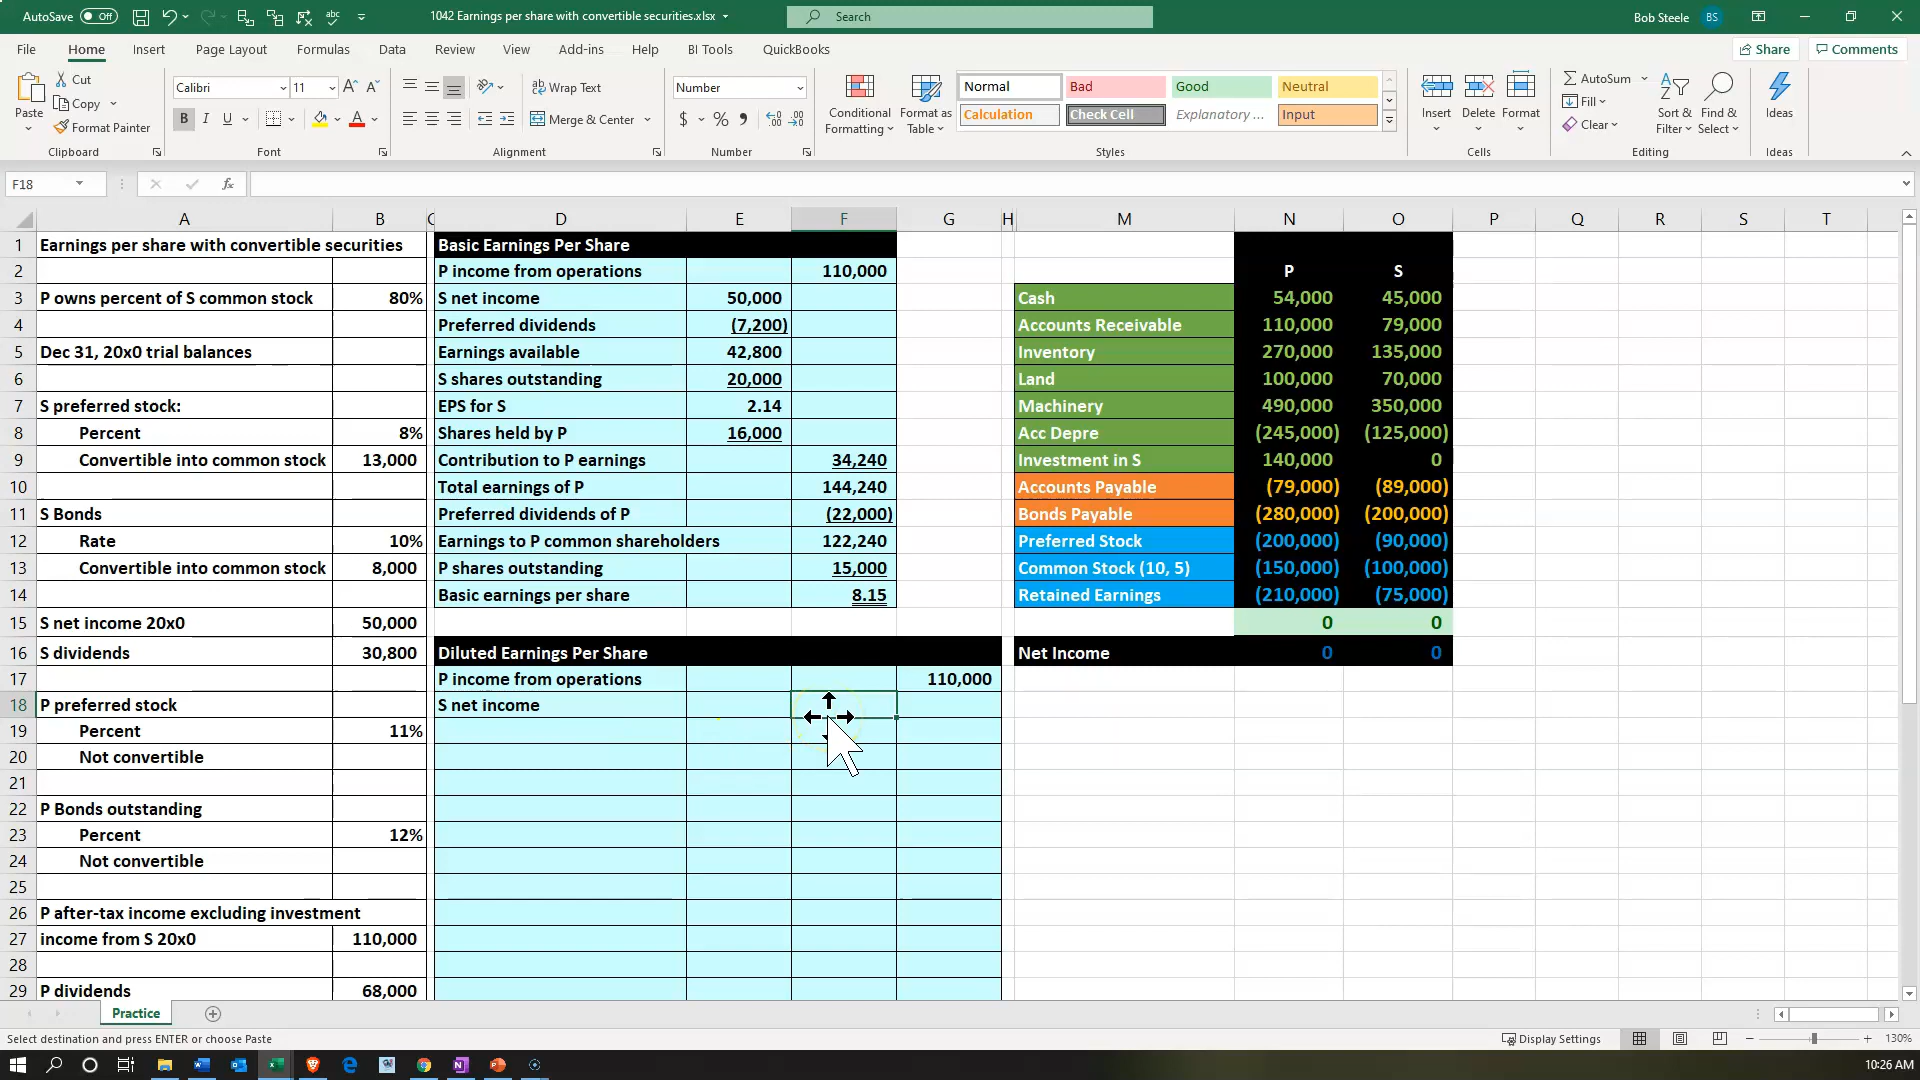 AutoSave Off 1042 Earnings per share with convertible securities.xlsx Search Bob Steele BS
File Home Insert Page Layout Formulas Data Review View Add-ins Help BI Tools QuickBooks Share Comments
Paste Cut Copy Format Painter Clipboard
Calibri 11 B I U A A A Font
Wrap Text Merge & Center Alignment
Number $ % Number
Conditional Formatting Format as Table Normal Bad Good Neutral Calculation Check Cell Explanatory ... Input Styles
Insert Delete Format Cells
AutoSum Fill Clear Sort & Filter Find & Select Editing
Ideas Ideas
F18 fx
A B C D E F G H M N O P Q R S T
1 Earnings per share with convertible securities Basic Earnings Per Share
2 P income from operations 110,000 P S
3 P owns percent of S common stock 80% S net income 50,000 Cash 54,000 45,000
4 Preferred dividends (7,200) Accounts Receivable 110,000 79,000
5 Dec 31, 20x0 trial balances Earnings available 42,800 Inventory 270,000 135,000
6 S shares outstanding 20,000 Land 100,000 70,000
7 S preferred stock: EPS for S 2.14 Machinery 490,000 350,000
8 Percent 8% Shares held by P 16,000 Acc Depre (245,000) (125,000)
9 Convertible into common stock 13,000 Contribution to P earnings 34,240 Investment in S 140,000 0
10 Total earnings of P 144,240 Accounts Payable (79,000) (89,000)
11 S Bonds Preferred dividends of P (22,000) Bonds Payable (280,000) (200,000)
12 Rate 10% Earnings to P common shareholders 122,240 Preferred Stock (200,000) (90,000)
13 Convertible into common stock 8,000 P shares outstanding 15,000 Common Stock (10, 5) (150,000) (100,000)
14 Basic earnings per share 8.15 Retained Earnings (210,000) (75,000)
15 S net income 20x0 50,000 0 0
16 S dividends 30,800 Diluted Earnings Per Share Net Income 0 0
17 P income from operations 110,000
18 P preferred stock S net income
19 Percent 11%
20 Not convertible
21
22 P Bonds outstanding
23 Percent 12%
24 Not convertible
25
26 P after-tax income excluding investment
27 income from S 20x0 110,000
28
29 P dividends 68,000
Practice
Select destination and press ENTER or choose Paste Display Settings 130%
10:26 AM